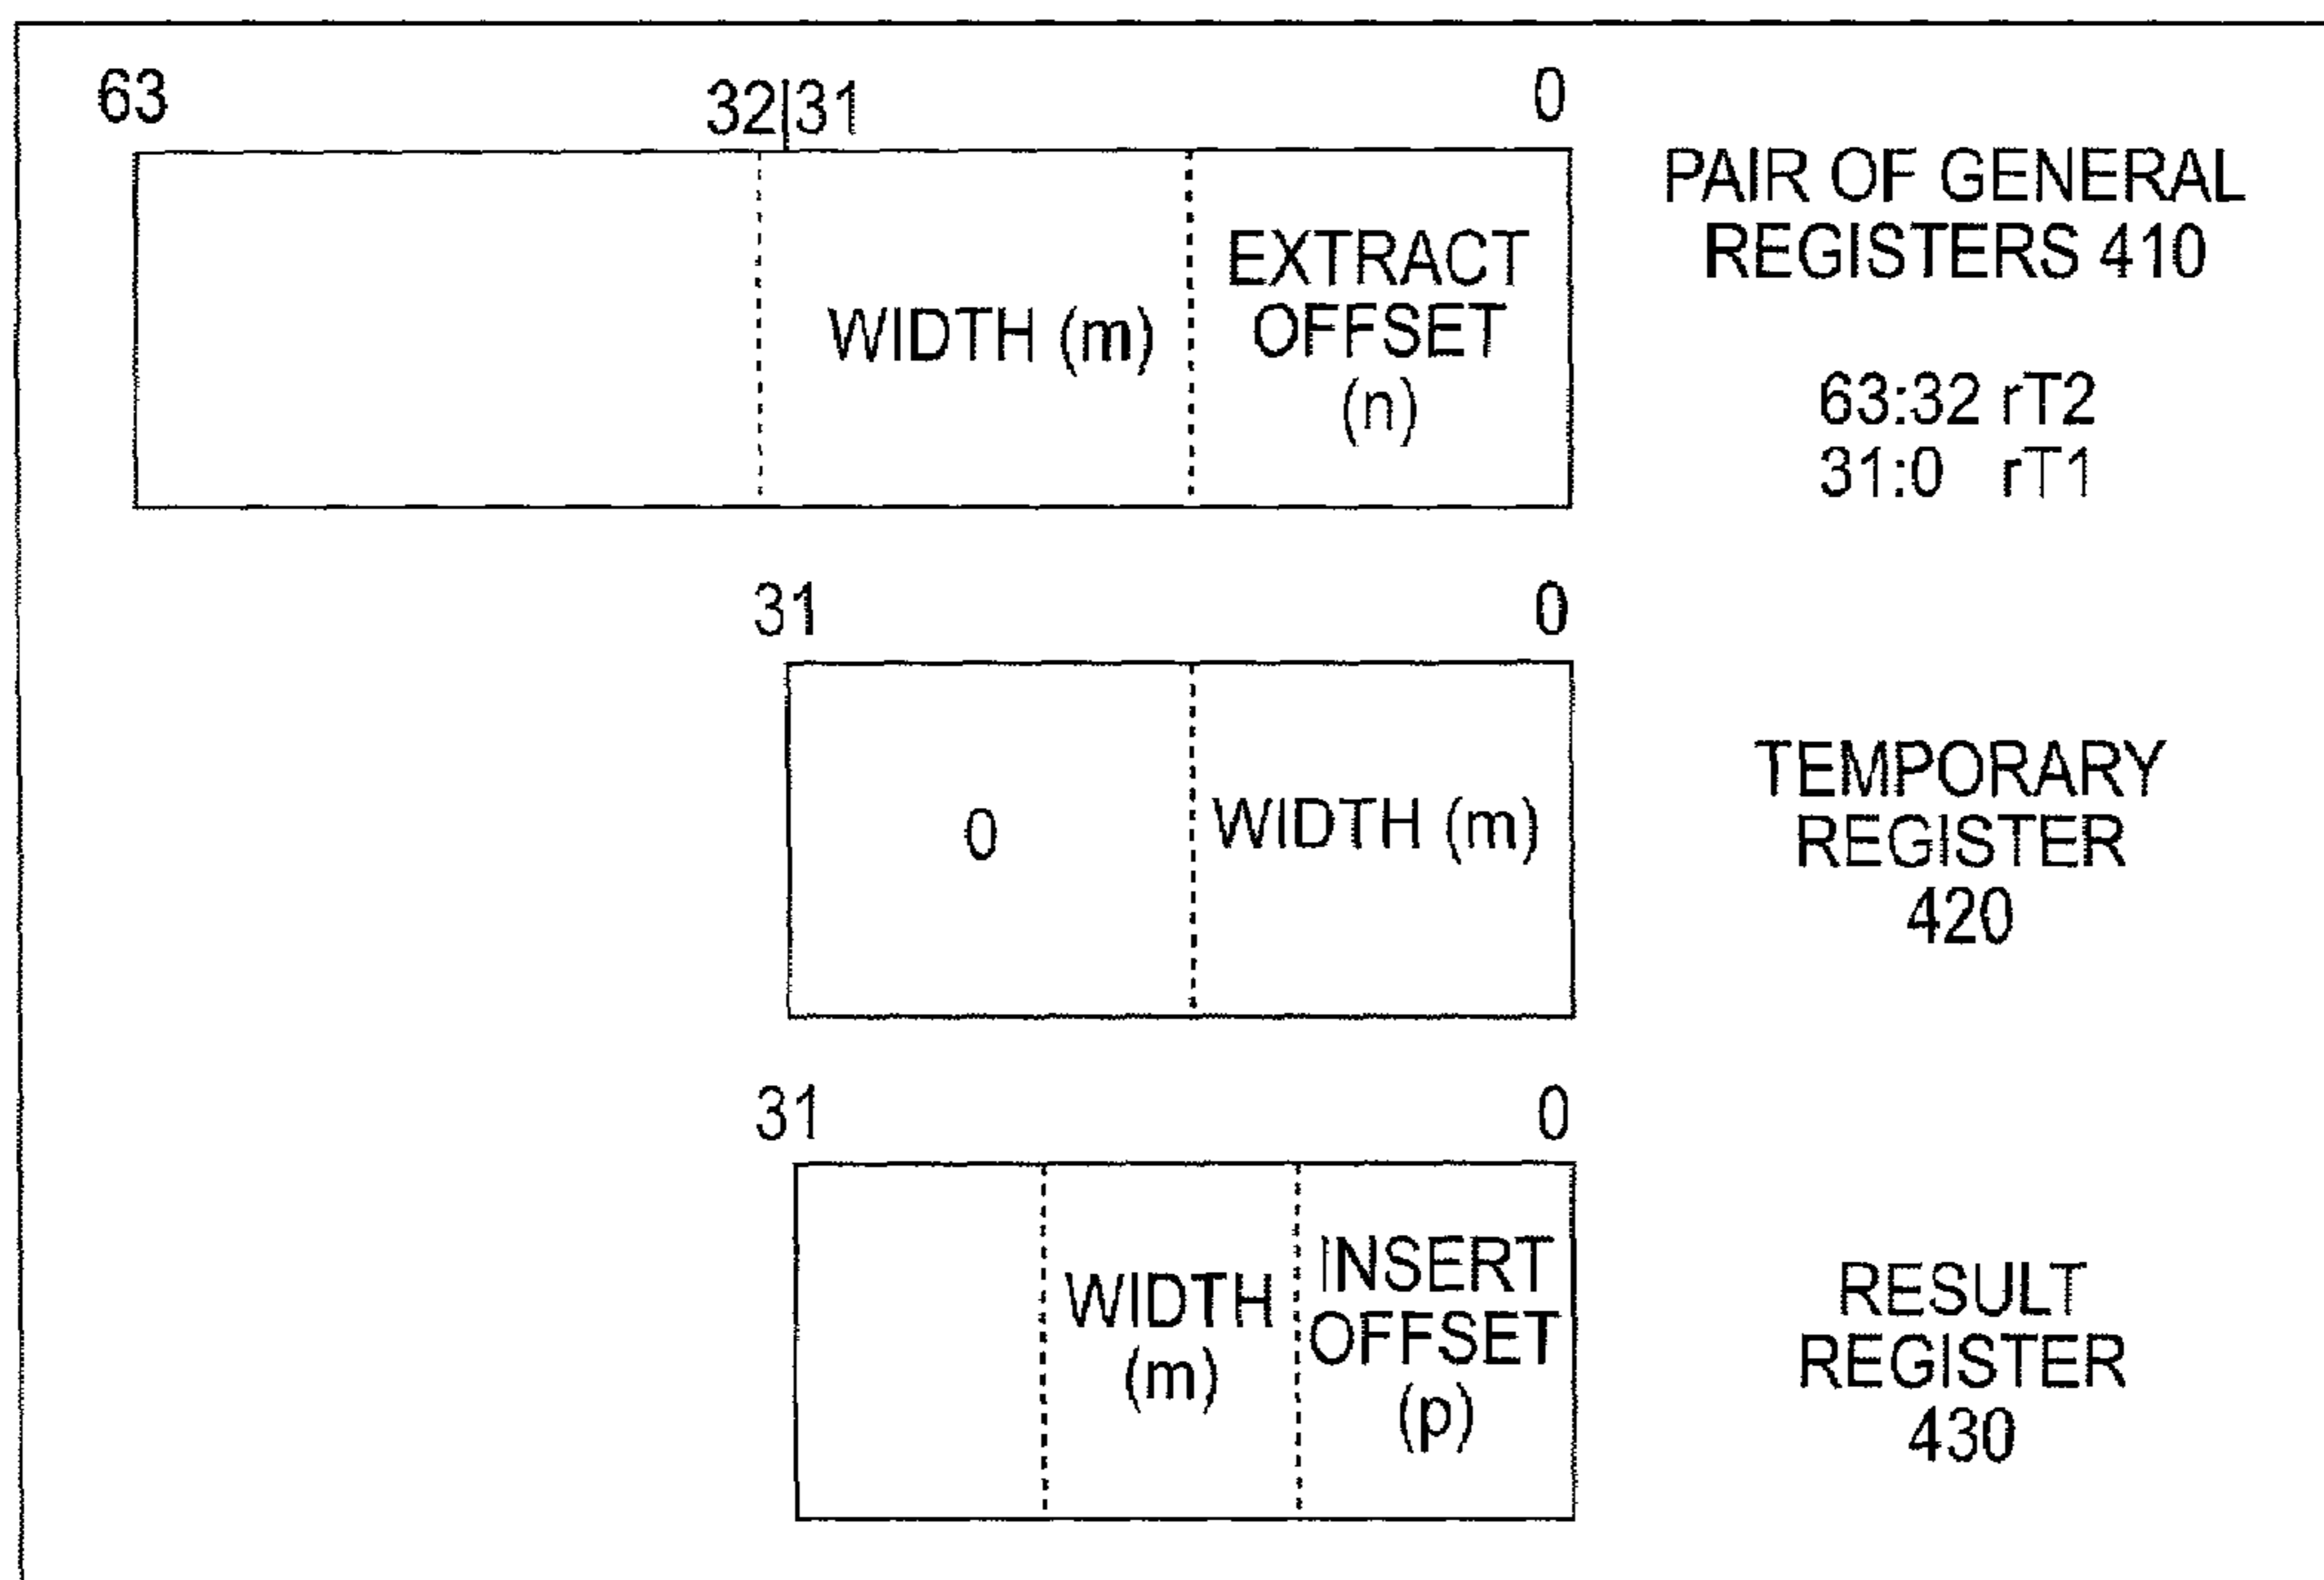 63 32|31 0
PAIR OF GENERAL
REGISTERS 410
WIDTH (m)
EXTRACT
OFFSET
(n)
63:32 rT2
31:0 rT1
31 0
0
WIDTH (m)
TEMPORARY
REGISTER
420
31 0
WIDTH
(m)
INSERT
OFFSET
(p)
RESULT
REGISTER
430